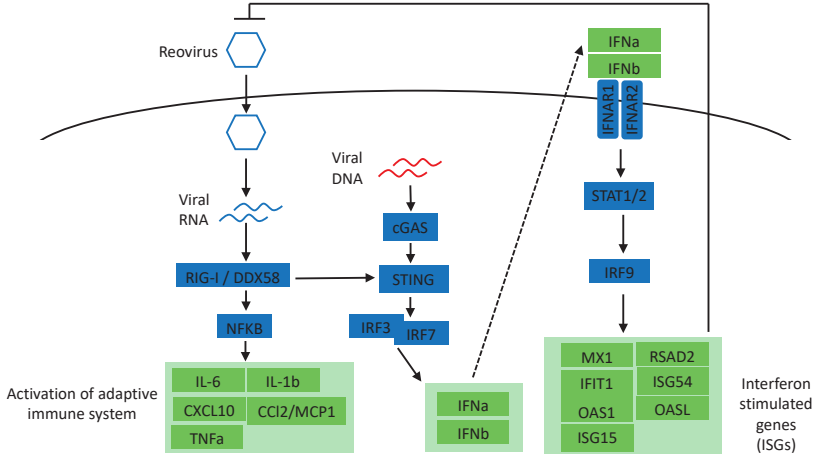 Reovirus
IFNa
IFNb
IFNAR1
IFNAR2
Viral
DNA
Viral
RNA
cGAS
STAT1/2
RIG-I / DDX58
STING
IRF9
NFKB
IRF3
IRF7
Activation of adaptive
immune system
IL-6
IL-1b
CXCL10
CCl2/MCP1
TNFa
IFNa
IFNb
MX1
RSAD2
IFIT1
ISG54
OAS1
OASL
ISG15
Interferon
stimulated
genes
(ISGs)